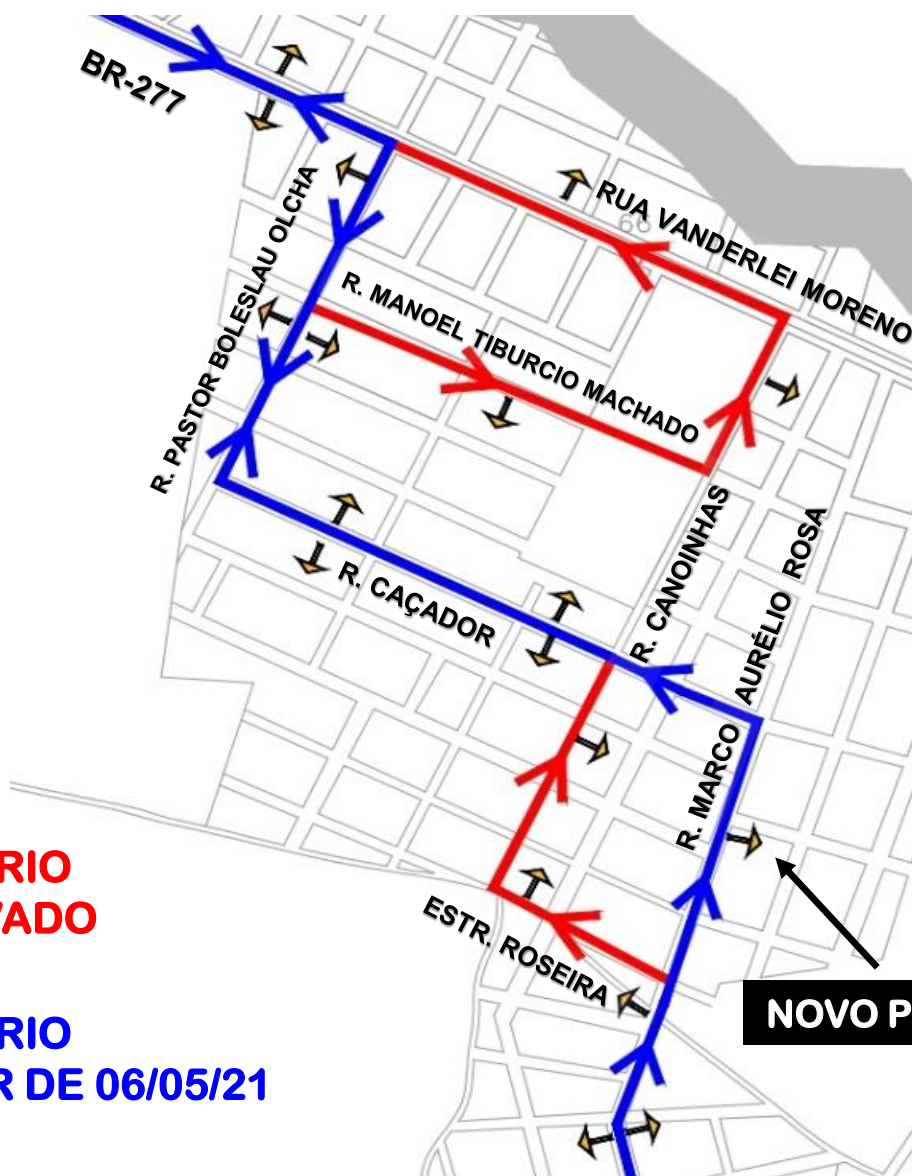 BR-277
RUA VANDERLEI MORENO
R. PASTOR BOLESLAU OLCHA
R. MANOEL TIBURCIO MACHADO
R. CANOINHAS
R. MARCO AURÉLIO ROSA
R. CAÇADOR
ESTR. ROSEIRA
RIO
VADO
NOVO P
RIO
R DE 06/05/21